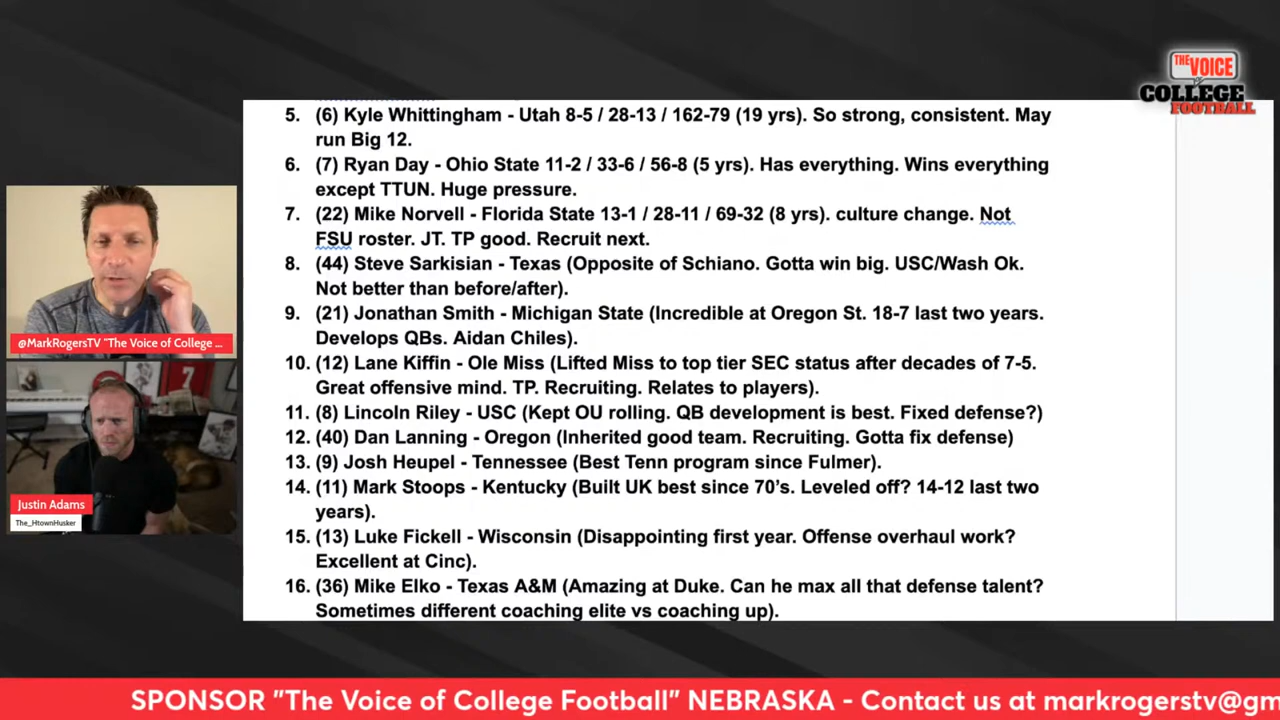 THE VOICE
OF
COLLEGE
FOOTBALL
5. (6) Kyle Whittingham - Utah 8-5 / 28-13 / 162-79 (19 yrs). So strong, consistent. May
run Big 12.
6. (7) Ryan Day - Ohio State 11-2 / 33-6 / 56-8 (5 yrs). Has everything. Wins everything
except TTUN. Huge pressure.
7. (22) Mike Norvell - Florida State 13-1 / 28-11 / 69-32 (8 yrs). culture change. Not
FSU roster. JT. TP good. Recruit next.
8. (44) Steve Sarkisian - Texas (Opposite of Schiano. Gotta win big. USC/Wash Ok.
Not better than before/after).
9. (21) Jonathan Smith - Michigan State (Incredible at Oregon St. 18-7 last two years.
Develops QBs. Aidan Chiles).
10. (12) Lane Kiffin - Ole Miss (Lifted Miss to top tier SEC status after decades of 7-5.
Great offensive mind. TP. Recruiting. Relates to players).
11. (8) Lincoln Riley - USC (Kept OU rolling. QB development is best. Fixed defense?)
12. (40) Dan Lanning - Oregon (Inherited good team. Recruiting. Gotta fix defense)
13. (9) Josh Heupel - Tennessee (Best Tenn program since Fulmer).
14. (11) Mark Stoops - Kentucky (Built UK best since 70's. Leveled off? 14-12 last two
years).
15. (13) Luke Fickell - Wisconsin (Disappointing first year. Offense overhaul work?
Excellent at Cinc).
16. (36) Mike Elko - Texas A&M (Amazing at Duke. Can he max all that defense talent?
Sometimes different coaching elite vs coaching up).
@MarkRogersTV "The Voice of College ...
7
Justin Adams
The_HtownHusker
SPONSOR "The Voice of College Football" NEBRASKA - Contact us at markrogerstv@gm